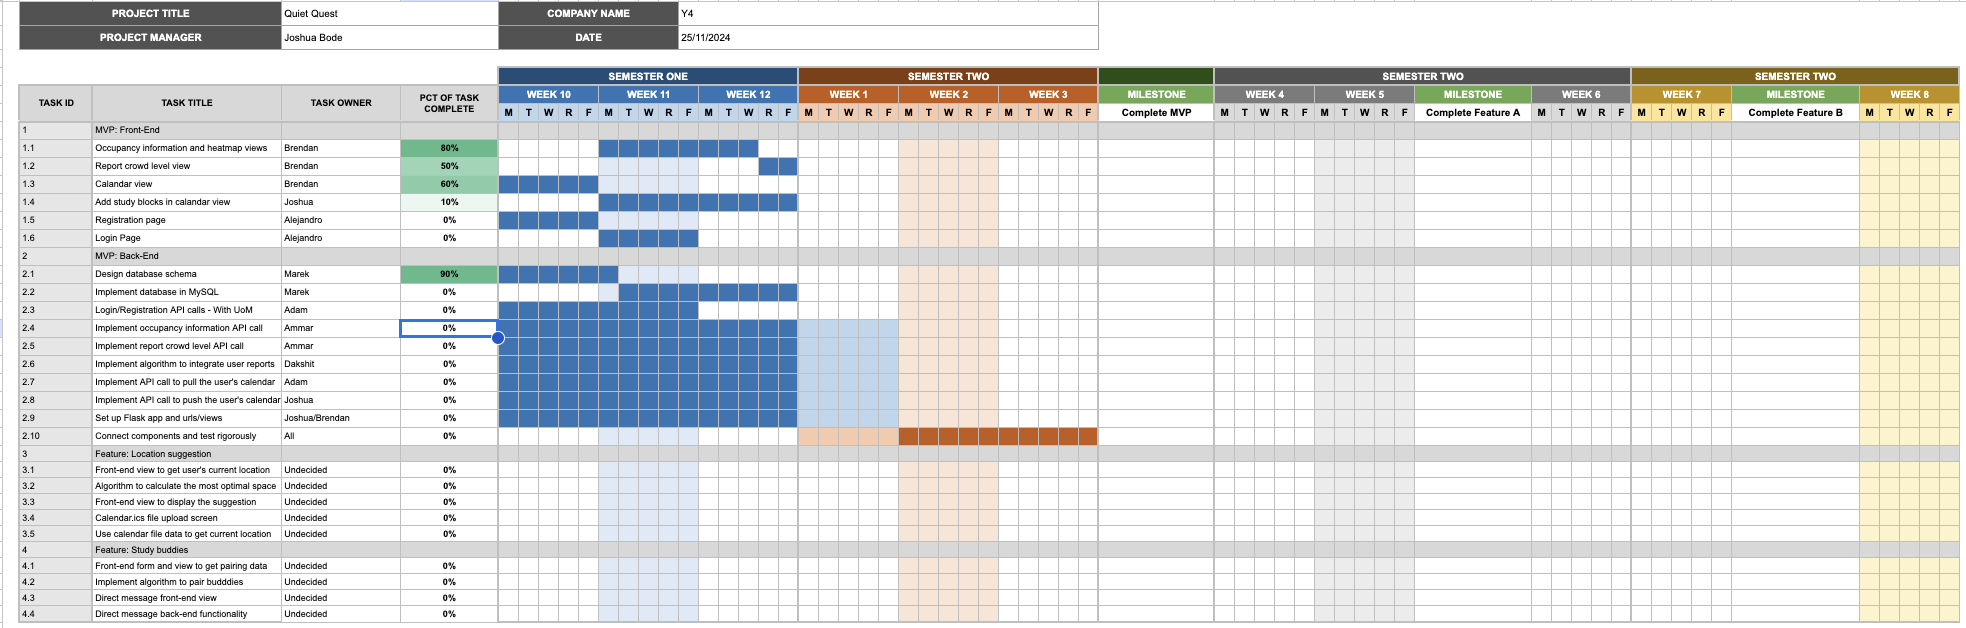 PROJECT TITLE Quiet Quest COMPANY NAME Y4
PROJECT MANAGER Joshua Bode DATE 25/11/2024
SEMESTER ONE SEMESTER TWO SEMESTER TWO SEMESTER TWO
TASK ID TASK TITLE TASK OWNER PCT OF TASK COMPLETE WEEK 10 WEEK 11 WEEK 12 WEEK 1 WEEK 2 WEEK 3 MILESTONE WEEK 4 WEEK 5 MILESTONE WEEK 6 WEEK 7 MILESTONE WEEK 8
M T W R F M T W R F M T W R F M T W R F M T W R F M T W R F Complete MVP M T W R F M T W R F Complete Feature A M T W R F M T W R F Complete Feature B M T W R F
1 MVP: Front-End
1.1 Occupancy information and heatmap views Brendan 80%
1.2 Report crowd level view Brendan 50%
1.3 Calandar view Brendan 60%
1.4 Add study blocks in calandar view Joshua 10%
1.5 Registration page Alejandro 0%
1.6 Login Page Alejandro 0%
2 MVP: Back-End
2.1 Design database schema Marek 90%
2.2 Implement database in MySQL Marek 0%
2.3 Login/Registration API calls - With UoM Adam 0%
2.4 Implement occupancy information API call Ammar 0%
2.5 Implement report crowd level API call Ammar 0%
2.6 Implement algorithm to integrate user reports Dakshit 0%
2.7 Implement API call to pull the user's calendar Adam 0%
2.8 Implement API call to push the user's calendar Joshua 0%
2.9 Set up Flask app and urls/views Joshua/Brendan 0%
2.10 Connect components and test rigorously All 0%
3 Feature: Location suggestion
3.1 Front-end view to get user's current location Undecided 0%
3.2 Algorithm to calculate the most optimal space Undecided 0%
3.3 Front-end view to display the suggestion Undecided 0%
3.4 Calendar.ics file upload screen Undecided 0%
3.5 Use calendar file data to get current location Undecided 0%
4 Feature: Study buddies
4.1 Front-end form and view to get pairing data Undecided 0%
4.2 Implement algorithm to pair budddies Undecided 0%
4.3 Direct message front-end view Undecided 0%
4.4 Direct message back-end functionality Undecided 0%